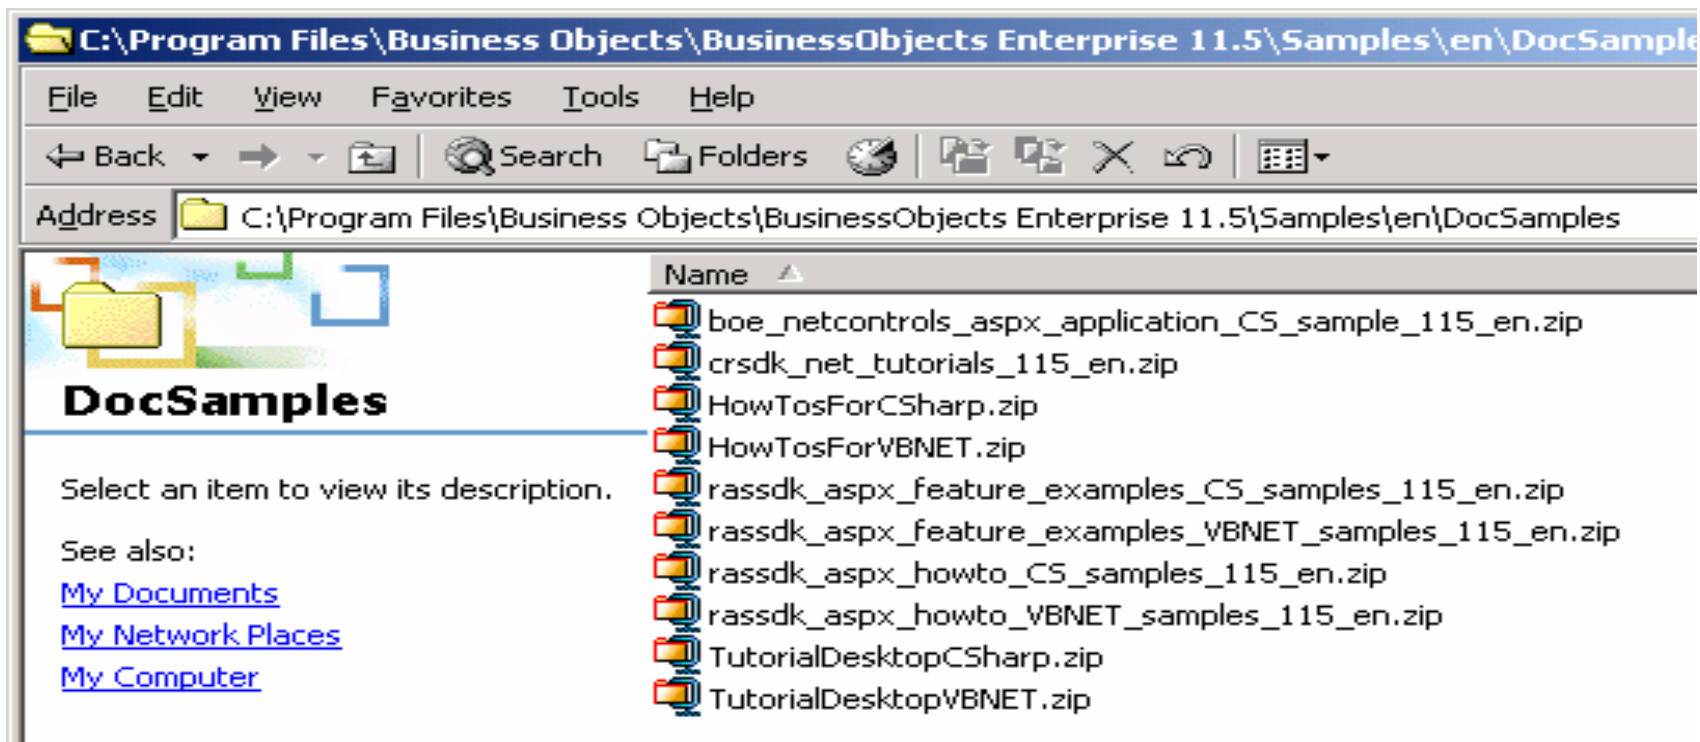 C:\Program Files\Business Objects\BusinessObjects Enterprise 11.5\Samples\en\DocSample
File Edit View Favorites Tools Help
Back Search Folders
Address C:\Program Files\Business Objects\BusinessObjects Enterprise 11.5\Samples\en\DocSamples
DocSamples
Select an item to view its description.
See also:
My Documents
My Network Places
My Computer
Name
boe_netcontrols_aspx_application_CS_sample_115_en.zip
crsdk_net_tutorials_115_en.zip
HowTosForCSharp.zip
HowTosForVBNET.zip
rassdk_aspx_feature_examples_CS_samples_115_en.zip
rassdk_aspx_feature_examples_VBNET_samples_115_en.zip
rassdk_aspx_howto_CS_samples_115_en.zip
rassdk_aspx_howto_VBNET_samples_115_en.zip
TutorialDesktopCSharp.zip
TutorialDesktopVBNET.zip